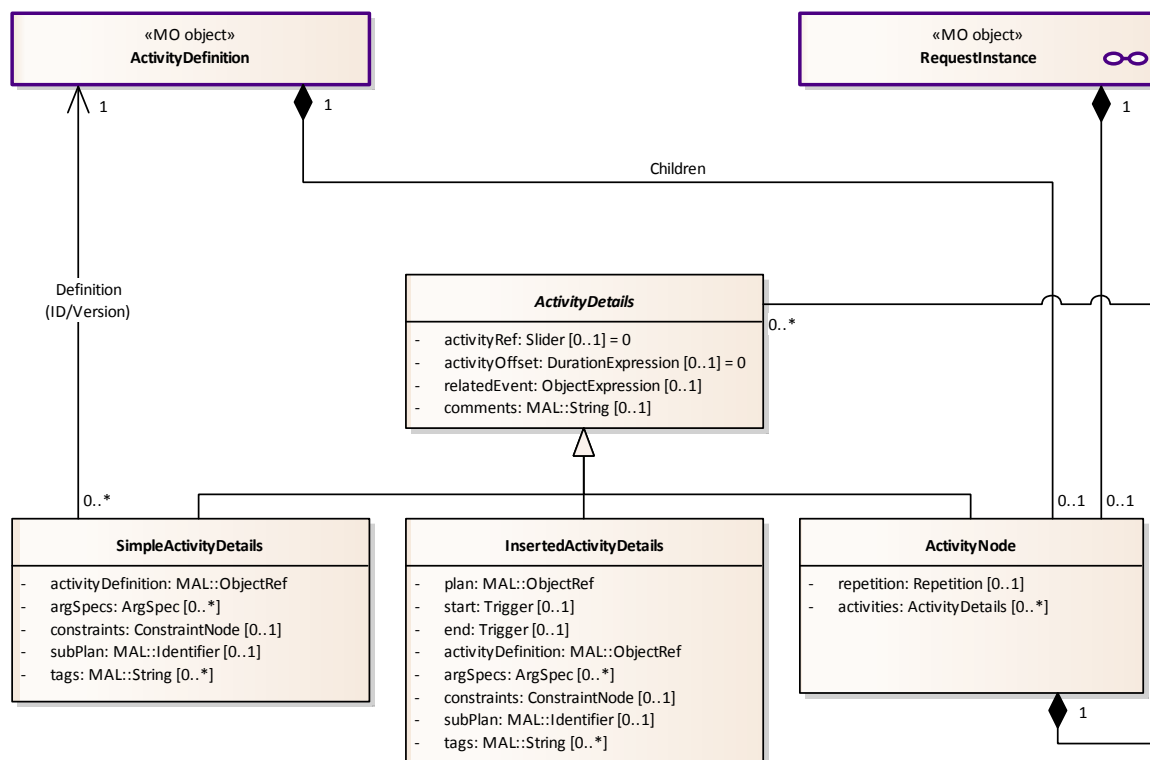 «MO object»
ActivityDefinition
«MO object»
RequestInstance
1
1
1
Children
Definition
(ID/Version)
ActivityDetails
- activityRef: Slider [0..1] = 0
- activityOffset: DurationExpression [0..1] = 0
- relatedEvent: ObjectExpression [0..1]
- comments: MAL::String [0..1]
0..*
0..*
0..1
0..1
SimpleActivityDetails
- activityDefinition: MAL::ObjectRef
- argSpecs: ArgSpec [0..*]
- constraints: ConstraintNode [0..1]
- subPlan: MAL::Identifier [0..1]
- tags: MAL::String [0..*]
InsertedActivityDetails
- plan: MAL::ObjectRef
- start: Trigger [0..1]
- end: Trigger [0..1]
- activityDefinition: MAL::ObjectRef
- argSpecs: ArgSpec [0..*]
- constraints: ConstraintNode [0..1]
- subPlan: MAL::Identifier [0..1]
- tags: MAL::String [0..*]
ActivityNode
- repetition: Repetition [0..1]
- activities: ActivityDetails [0..*]
1